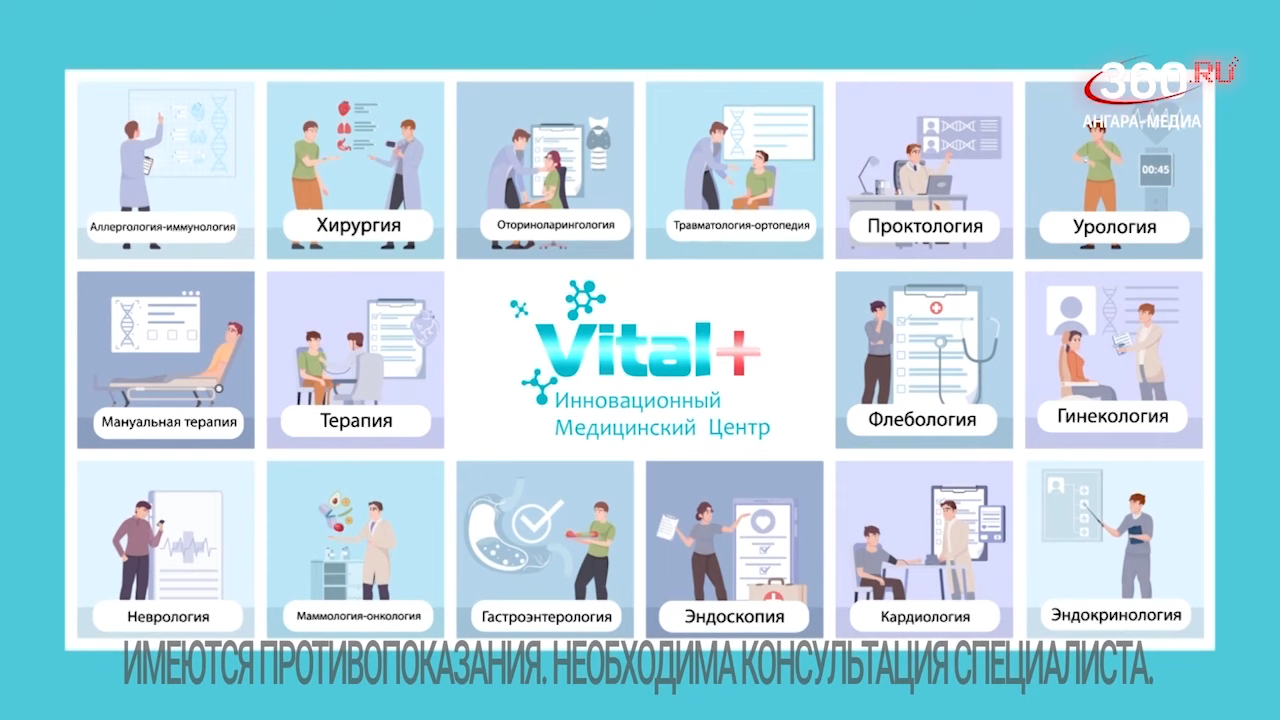 360.RU
АНГАРА-МЕДИА
Аллергология-иммунология
Хирургия
Оториноларингология
Травматология-ортопедия
Проктология
00:45
Урология
Мануальная терапия
Терапия
Vital+
Инновационный
Медицинский Центр
Флебология
Гинекология
Неврология
Маммология-онкология
Гастроэнтерология
Эндоскопия
Кардиология
Эндокринология
ИМЕЮТСЯ ПРОТИВОПОКАЗАНИЯ. НЕОБХОДИМА КОНСУЛЬТАЦИЯ СПЕЦИАЛИСТА.